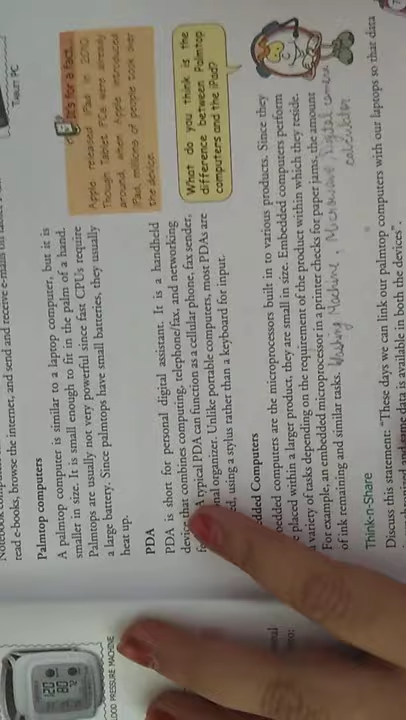 TABLET PC
read e-books, browse the internet, and send and receive e-mails
Palmtop computers
A palmtop computer is similar to a laptop computer, but it is
smaller in size. It is small enough to fit in the palm of a hand.
Palmtops are usually not very powerful since fast CPUs require
a large battery. Since palmtops have small batteries, they usually
heat up.
It's for a fact..
Apple released iPad in 2010.
Though Tablet PCs were already
around, when Apple introduced
iPad, millions of people took over
the device.
PDA
PDA is short for personal digital assistant. It is a handheld
device that combines computing, telephone/fax, and networking
A typical PDA can function as a cellular phone, fax sender,
nal organizer. Unlike portable computers, most PDAs are
ed, using a stylus rather than a keyboard for input.
What do you think is the
difference between Palmtop
computers and the iPad?
dded Computers
bedded computers are the microprocessors built in to various products. Since they
e placed within a larger product, they are small in size. Embedded computers perform
a variety of tasks depending on the requirement of the product within which they reside.
For example, an embedded microprocessor in a printer checks for paper jams, the amount
of ink remaining and similar tasks. Washing Machine, Microwave, Digital camera
calculator
Think-n-Share
Discuss this statement: "These days we can link our palmtop computers with our laptops so that data
and same data is available in both the devices".
120
80
LOOD PRESSURE MACHINE